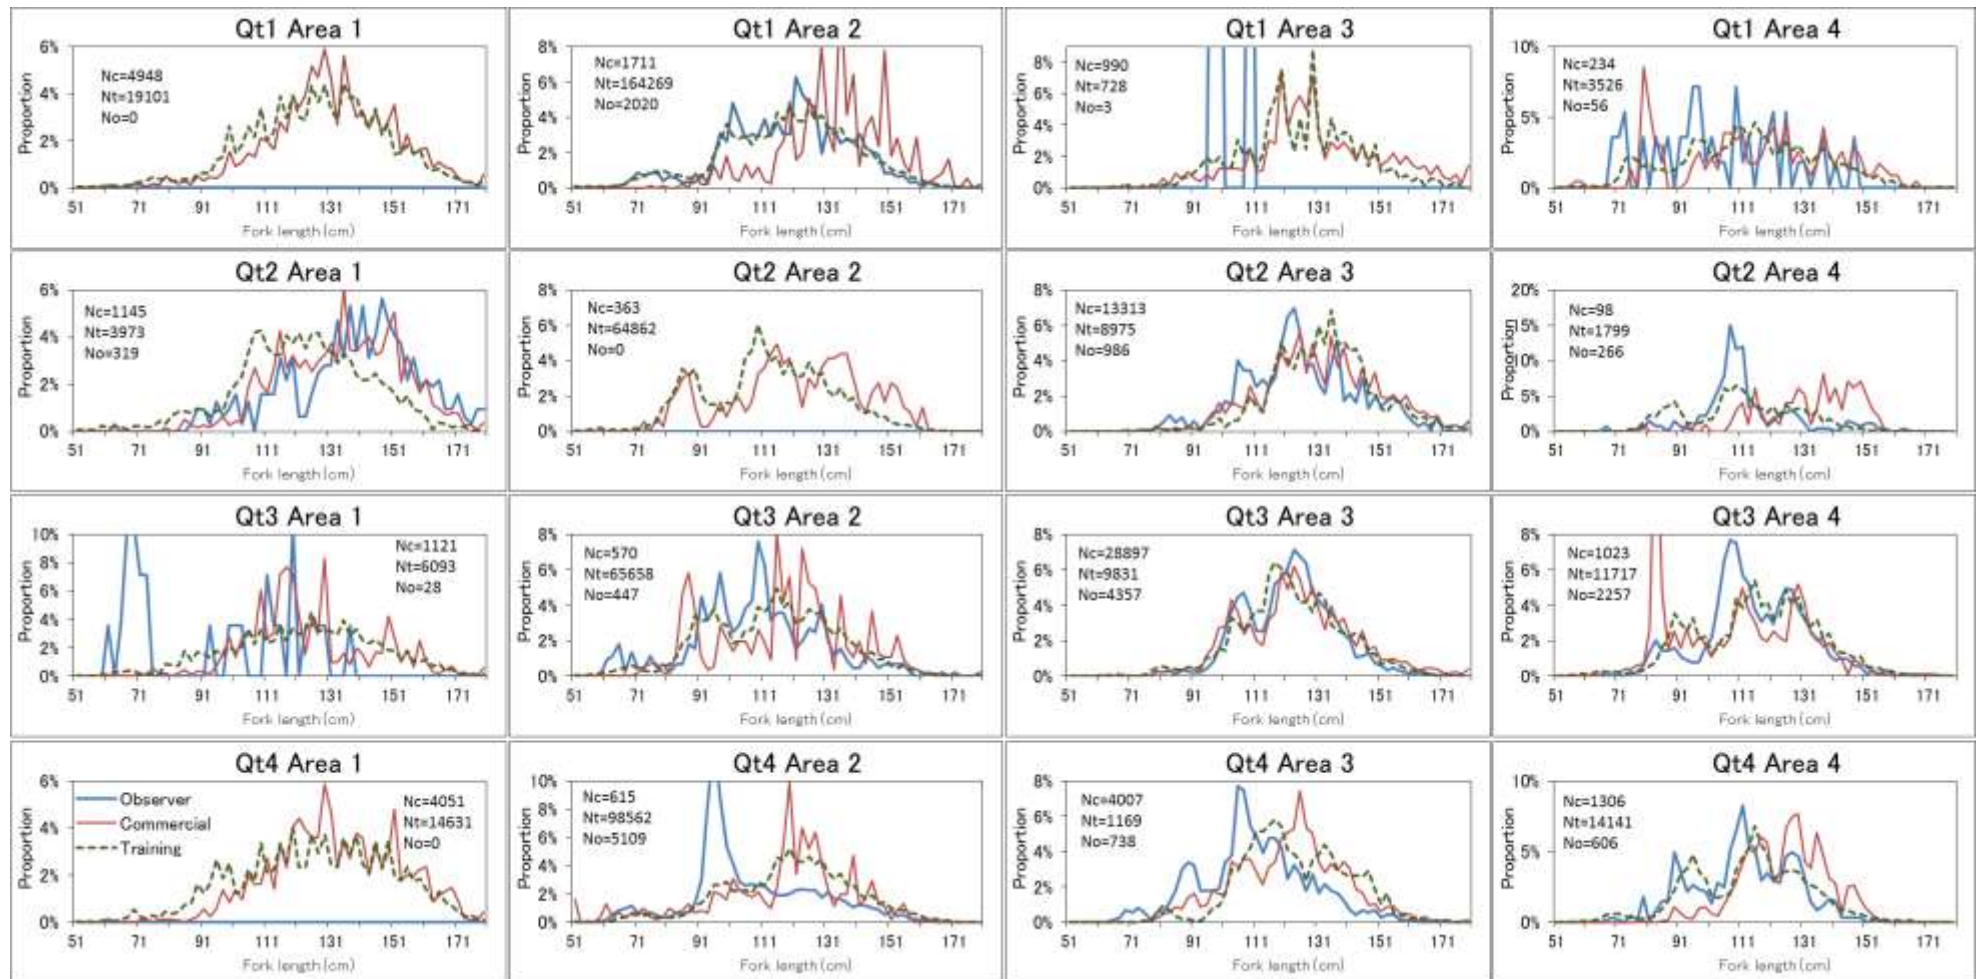 Qt1 Area 1
6%
4%
2%
0%
Proportion
Nc=4948
Nt=19101
No=0
51 71 91 111 131 151 171
Fork length(cm)
Qt1 Area 2
8%
6%
4%
2%
0%
Proportion
Nc=1711
Nt=164269
No=2020
51 71 91 111 131 151 171
Fork length(cm)
Qt1 Area 3
8%
6%
4%
2%
0%
Proportion
Nc=990
Nt=728
No=3
51 71 91 111 131 151 171
Fork length(cm)
Qt1 Area 4
10%
5%
0%
Proportion
Nc=234
Nt=3526
No=56
51 71 91 111 131 151 171
Fork length(cm)
Qt2 Area 1
6%
4%
2%
0%
Proportion
Nc=1145
Nt=3973
No=319
51 71 91 111 131 151 171
Fork length(cm)
Qt2 Area 2
8%
6%
4%
2%
0%
Proportion
Nc=363
Nt=64862
No=0
51 71 91 111 131 151 171
Fork length(cm)
Qt2 Area 3
8%
6%
4%
2%
0%
Proportion
Nc=13313
Nt=8975
No=986
51 71 91 111 131 151 171
Fork length(cm)
Qt2 Area 4
20%
15%
10%
5%
0%
Proportion
Nc=98
Nt=1799
No=266
51 71 91 111 131 151 171
Fork length(cm)
Qt3 Area 1
10%
8%
6%
4%
2%
0%
Proportion
Nc=1121
Nt=6093
No=28
51 71 91 111 131 151 171
Fork length(cm)
Qt3 Area 2
8%
6%
4%
2%
0%
Proportion
Nc=570
Nt=65658
No=447
51 71 91 111 131 151 171
Fork length(cm)
Qt3 Area 3
8%
6%
4%
2%
0%
Proportion
Nc=28897
Nt=9831
No=4357
51 71 91 111 131 151 171
Fork length(cm)
Qt3 Area 4
8%
6%
4%
2%
0%
Proportion
Nc=1023
Nt=11717
No=2257
51 71 91 111 131 151 171
Fork length(cm)
Qt4 Area 1
6%
4%
2%
0%
Proportion
Observer
Commercial
Training
Nc=4051
Nt=14631
No=0
51 71 91 111 131 151 171
Fork length(cm)
Qt4 Area 2
10%
8%
6%
4%
2%
0%
Proportion
Nc=615
Nt=98562
No=5109
51 71 91 111 131 151 171
Fork length(cm)
Qt4 Area 3
8%
6%
4%
2%
0%
Proportion
Nc=4007
Nt=1169
No=738
51 71 91 111 131 151 171
Fork length(cm)
Qt4 Area 4
10%
5%
0%
Proportion
Nc=1306
Nt=14141
No=606
51 71 91 111 131 151 171
Fork length(cm)